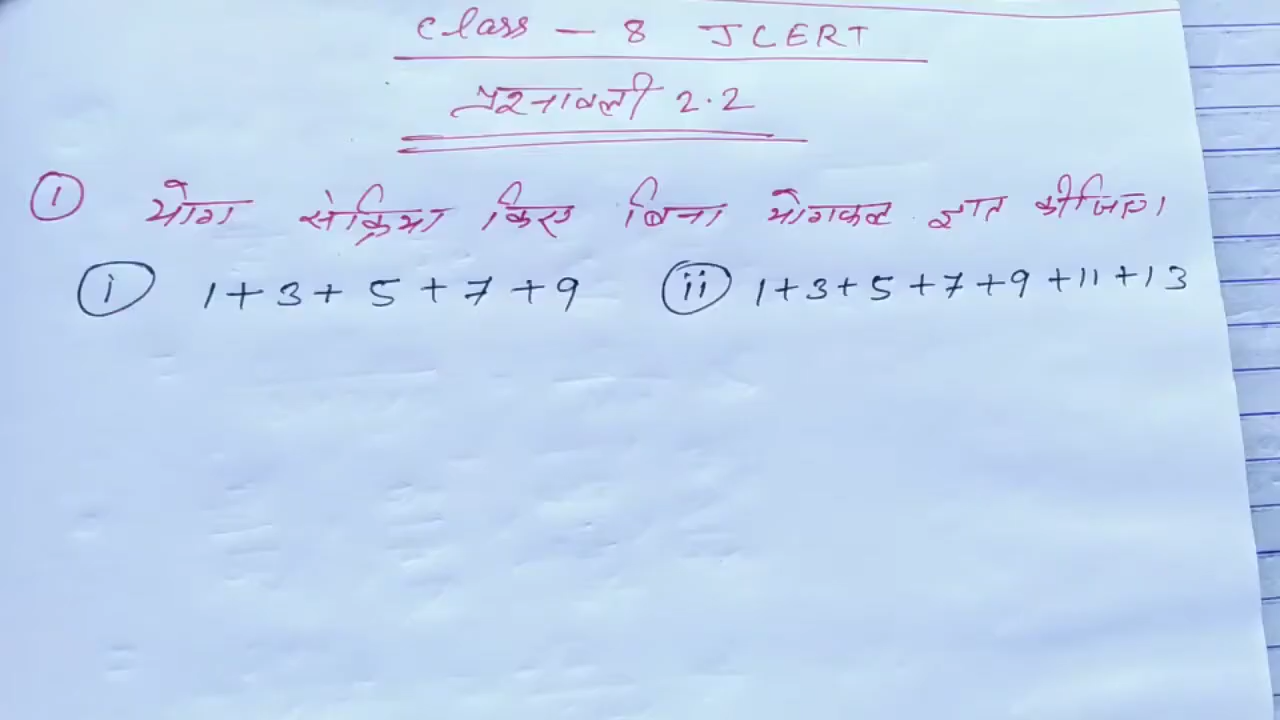 Class - 8 JCERT
प्रश्नावली 2.2
① योग संक्रिया किए बिना योगफल ज्ञात कीजिए।
ⓘ 1+3+5+7+9 ⓘⓘ 1+3+5+7+9+11+13